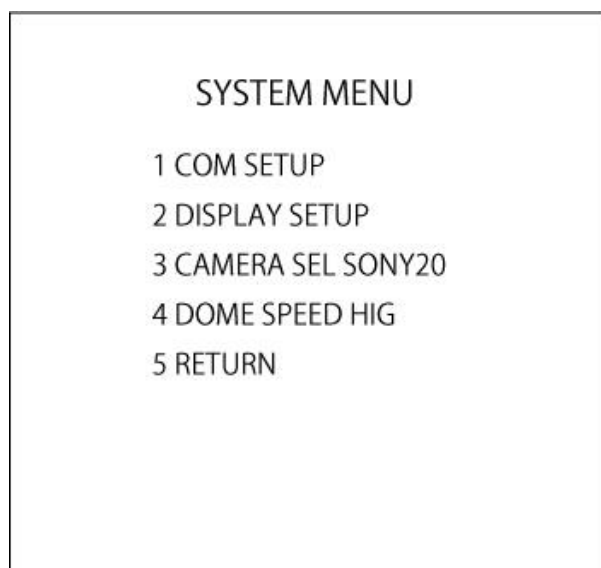 SYSTEM MENU
1 COM SETUP
2 DISPLAY SETUP
3 CAMERA SEL SONY20
4 DOME SPEED HIG
5 RETURN